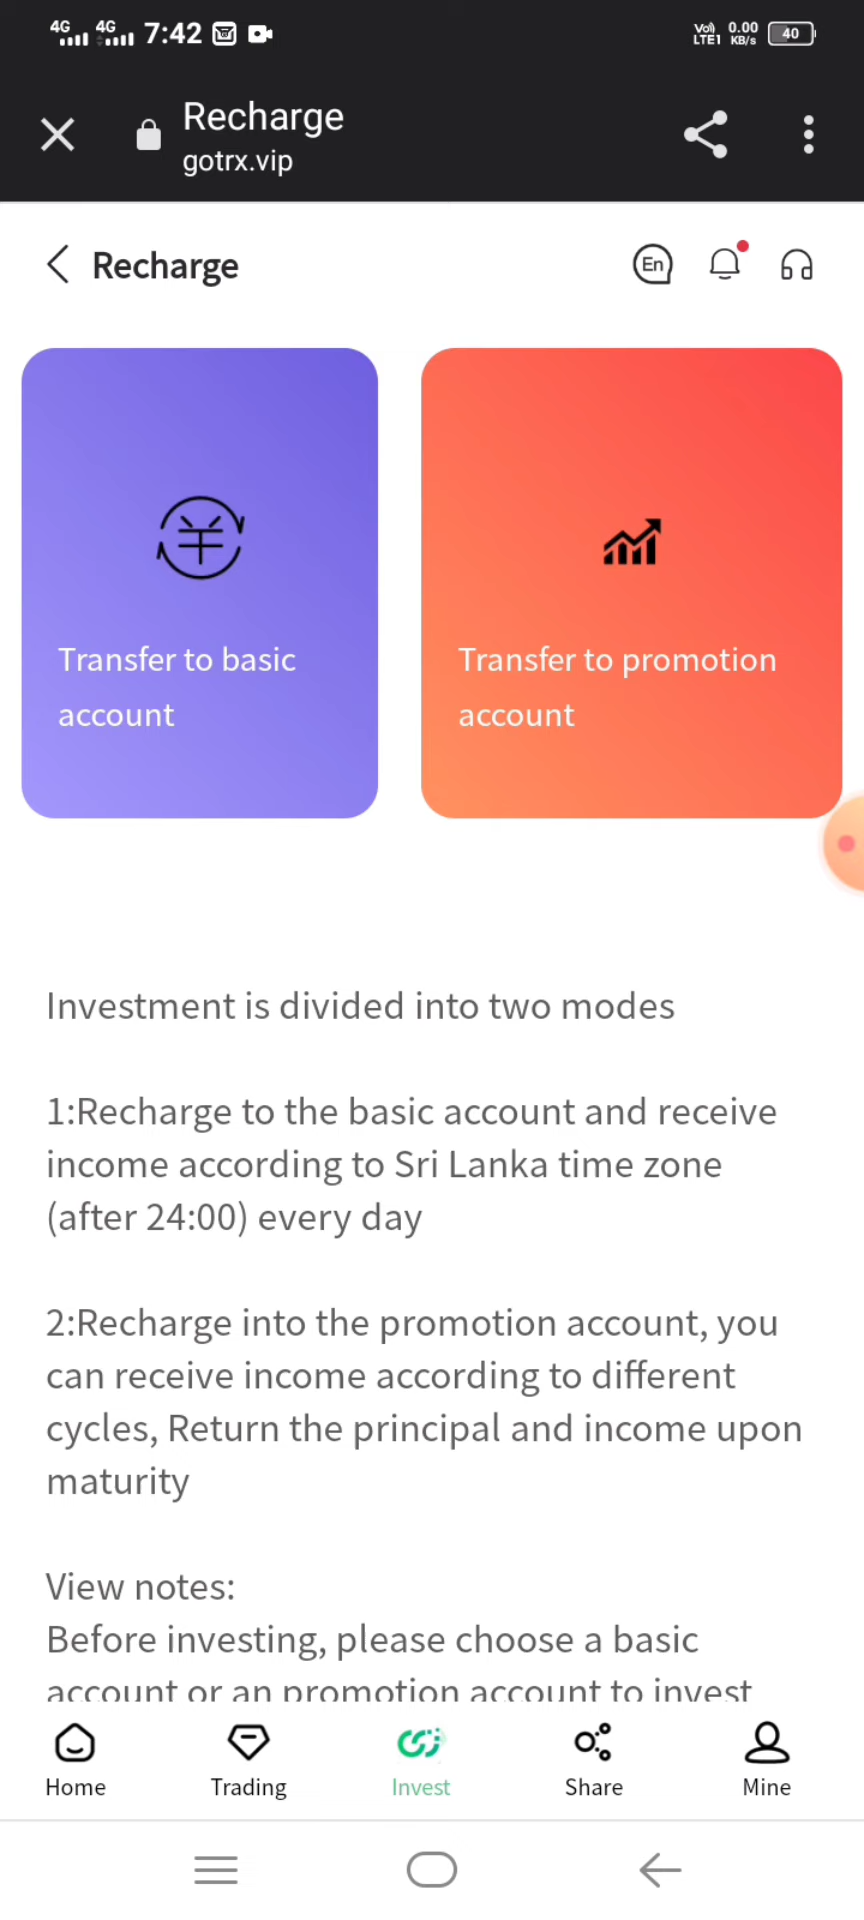 4G 4G 7:42 Vo) 0.00 40
LTE1 KB/s
Recharge
gotrx.vip
Recharge
En
Transfer to basic
account
Transfer to promotion
account
Investment is divided into two modes
1:Recharge to the basic account and receive
income according to Sri Lanka time zone
(after 24:00) every day
2:Recharge into the promotion account, you
can receive income according to different
cycles, Return the principal and income upon
maturity
View notes:
Before investing, please choose a basic
account or an promotion account to invest
Home Trading Invest Share Mine